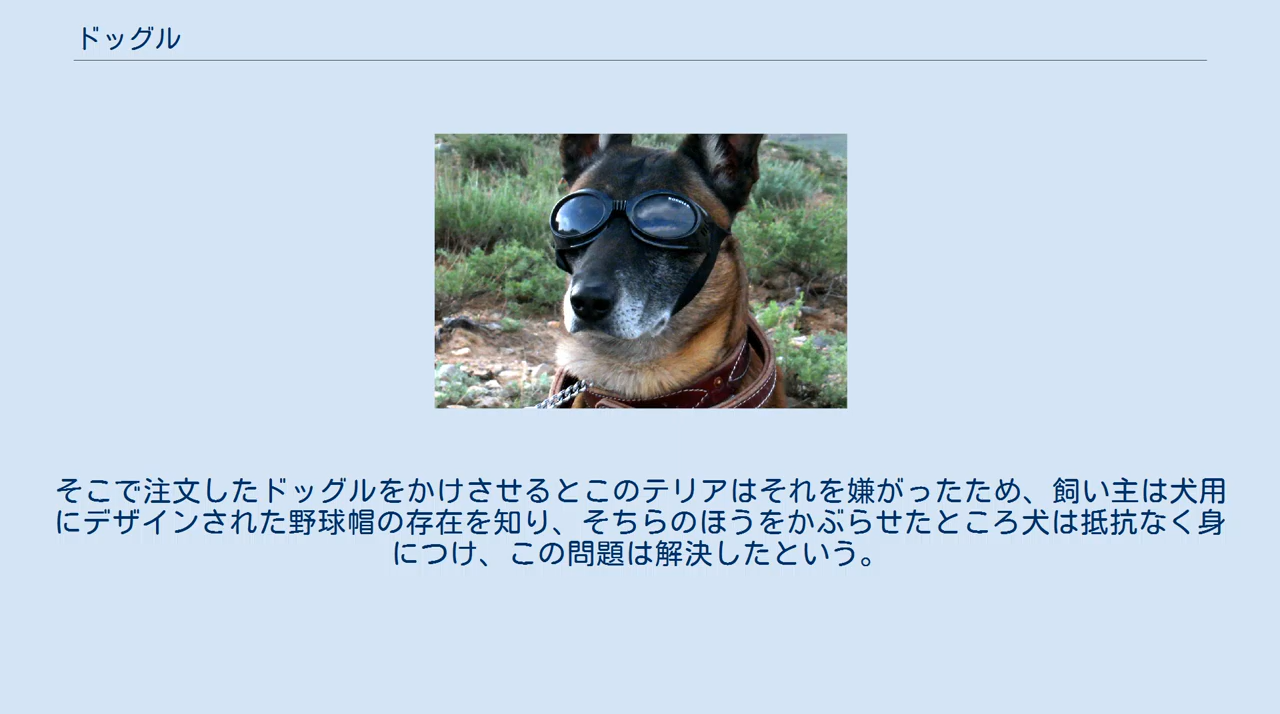 ドッグル
そこで注文したドッグルをかけさせるとこのテリアはそれを嫌がったため、飼い主は犬用
にデザインされた野球帽の存在を知り、そちらのほうをかぶらせたところ犬は抵抗なく身
につけ、この問題は解決したという。